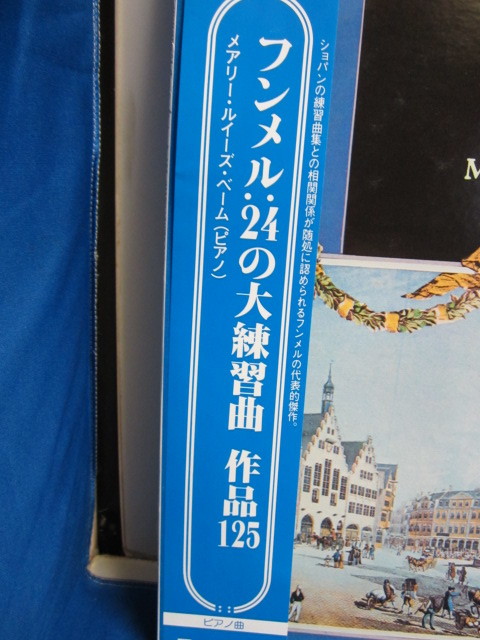 ショパンの練習曲集との相関関係が随処に認められるフンメルの代表的傑作。
フンメル:24の大練習曲 作品125
メアリー・ルイーズ・ベーム(ピアノ)
ピアノ曲
M